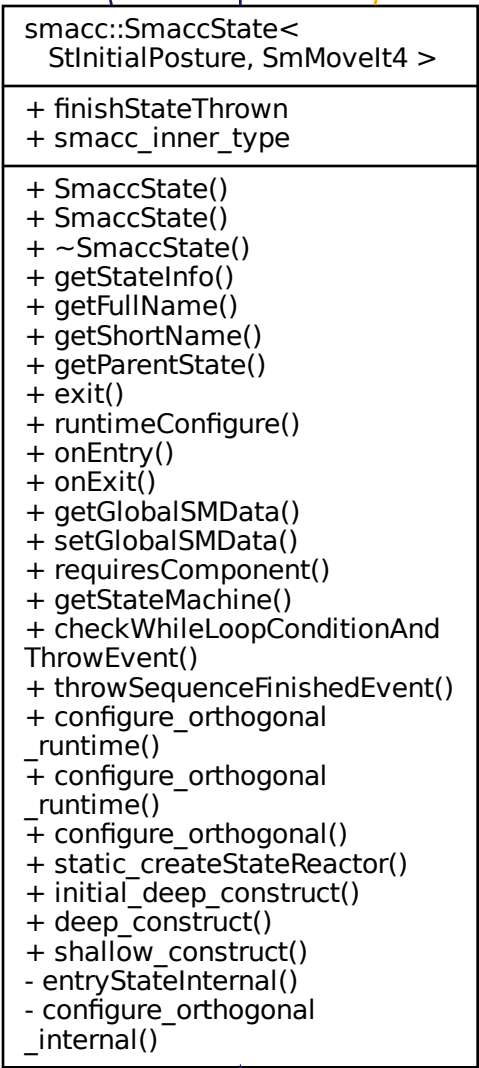 smacc::SmaccState<
StInitialPosture, SmMoveIt4 >
+ finishStateThrown
+ smacc_inner_type
+ SmaccState()
+ SmaccState()
+ ~SmaccState()
+ getStateInfo()
+ getFullName()
+ getShortName()
+ getParentState()
+ exit()
+ runtimeConfigure()
+ onEntry()
+ onExit()
+ getGlobalSMData()
+ setGlobalSMData()
+ requiresComponent()
+ getStateMachine()
+ checkWhileLoopConditionAnd
ThrowEvent()
+ throwSequenceFinishedEvent()
+ configure_orthogonal
_runtime()
+ configure_orthogonal
_runtime()
+ configure_orthogonal()
+ static_createStateReactor()
+ initial_deep_construct()
+ deep_construct()
+ shallow_construct()
- entryStateInternal()
- configure_orthogonal
_internal()